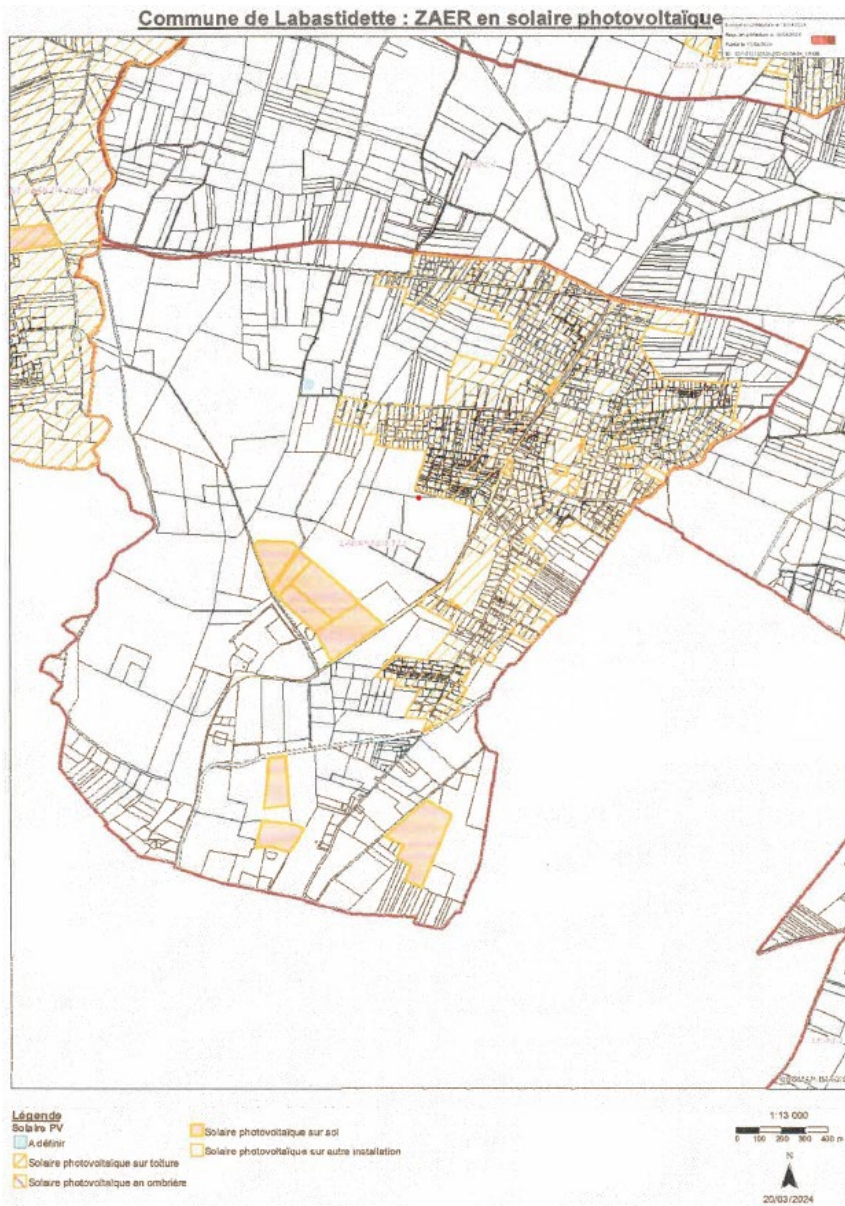 Commune de Labastidette : ZAER en solaire photovoltaïque
Légende
Solaire PV
A définir
Solaire photovoltaïque sur toiture
Solaire photovoltaïque en ombrière
Solaire photovoltaïque sur sol
Solaire photovoltaïque sur autre installation
1:13 000
0 100 200 300 400 m
N
20/03/2024